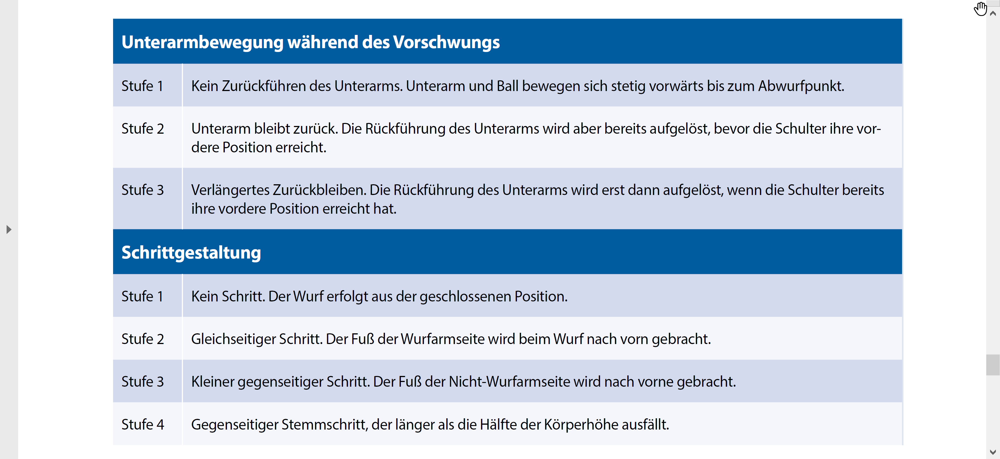 Unterarmbewegung während des Vorschwungs
Stufe 1 Kein Zurückführen des Unterarms. Unterarm und Ball bewegen sich stetig vorwärts bis zum Abwurfpunkt.
Stufe 2 Unterarm bleibt zurück. Die Rückführung des Unterarms wird aber bereits aufgelöst, bevor die Schulter ihre vor-
dere Position erreicht.
Stufe 3 Verlängertes Zurückbleiben. Die Rückführung des Unterarms wird erst dann aufgelöst, wenn die Schulter bereits
ihre vordere Position erreicht hat.
Schrittgestaltung
Stufe 1 Kein Schritt. Der Wurf erfolgt aus der geschlossenen Position.
Stufe 2 Gleichseitiger Schritt. Der Fuß der Wurfarmseite wird beim Wurf nach vorn gebracht.
Stufe 3 Kleiner gegenseitiger Schritt. Der Fuß der Nicht-Wurfarmseite wird nach vorne gebracht.
Stufe 4 Gegenseitiger Stemmschritt, der länger als die Hälfte der Körperhöhe ausfällt.